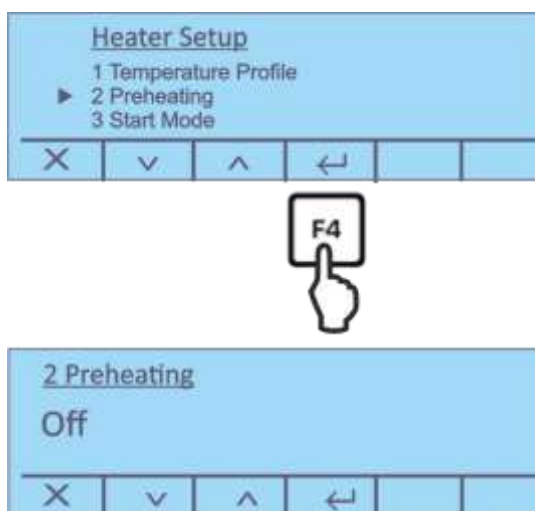 Heater Setup
1 Temperature Profile
2 Preheating
3 Start Mode
F4
2 Preheating
Off